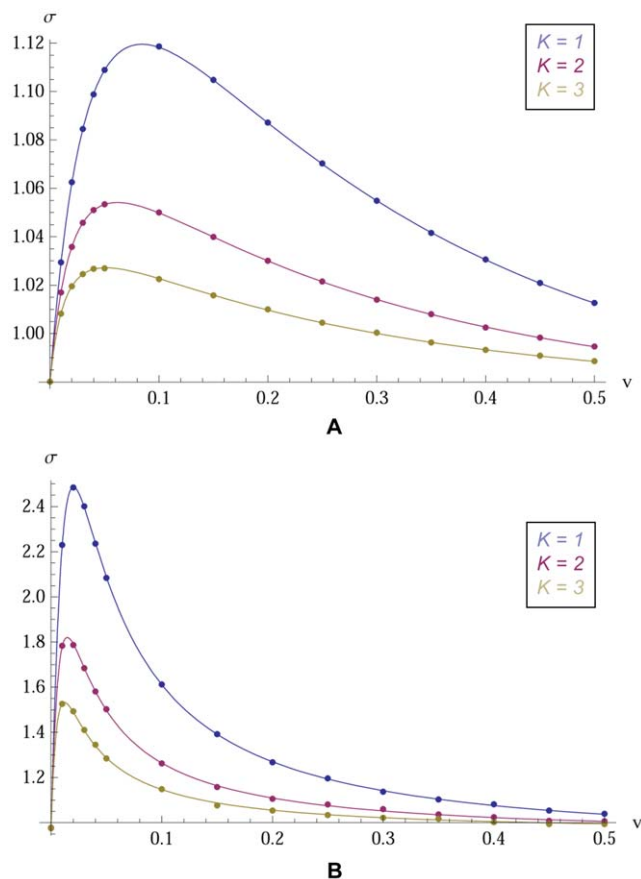 σ
1.12
1.10
1.08
1.06
1.04
1.02
1.00
K = 1
K = 2
K = 3
0.1 0.2 0.3 0.4 0.5 v
A
σ
2.4
2.2
2.0
1.8
1.6
1.4
1.2
K = 1
K = 2
K = 3
0.1 0.2 0.3 0.4 0.5 v
B